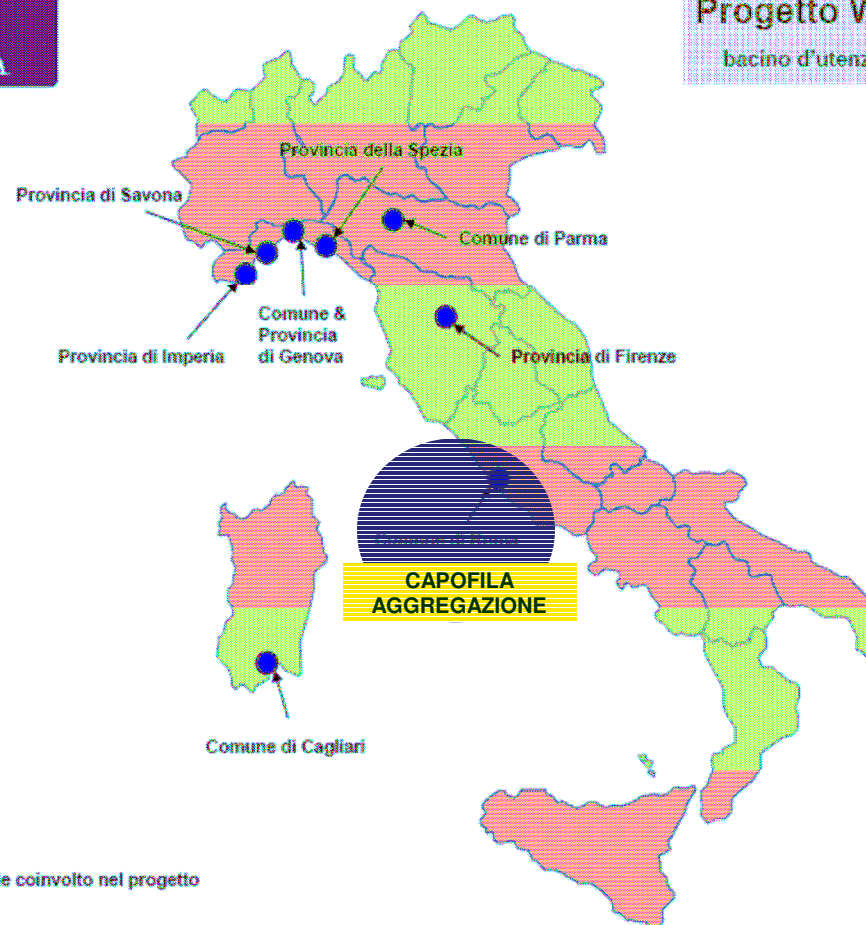 A
Progetto
bacino d'utenz
Provincia della Spezia
Provincia di Savona
Comune di Parma
Comune &
Provincia
di Genova
Provincia di Imperia
Provincia di Firenze
CAPOFILA
AGGREGAZIONE
Comune di Cagliari
e coinvolto nel progetto